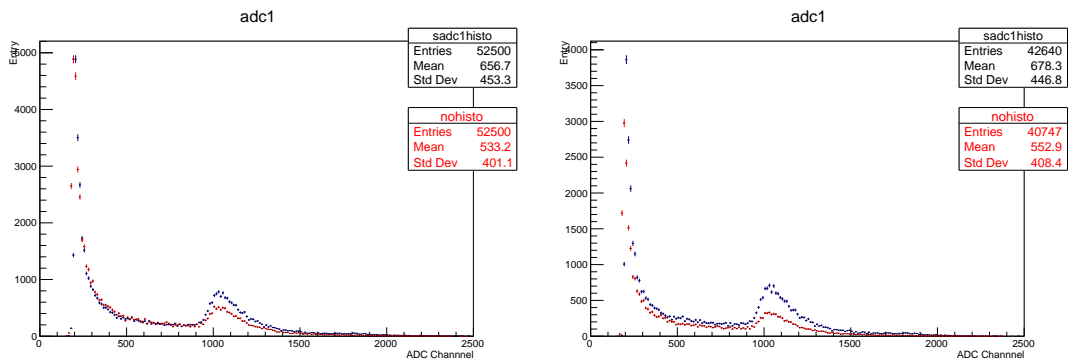 adc1
Entry
sadc1histo
Entries 52500
Mean 656.7
Std Dev 453.3
nohisto
Entries 52500
Mean 533.2
Std Dev 401.1
5000
4000
3000
2000
1000
0
0 500 1000 1500 2000 2500
ADC Channnel
adc1
Entry
sadc1histo
Entries 42640
Mean 678.3
Std Dev 446.8
nohisto
Entries 40747
Mean 552.9
Std Dev 408.4
4000
3500
3000
2500
2000
1500
1000
500
0
0 500 1000 1500 2000 2500
ADC Channnel